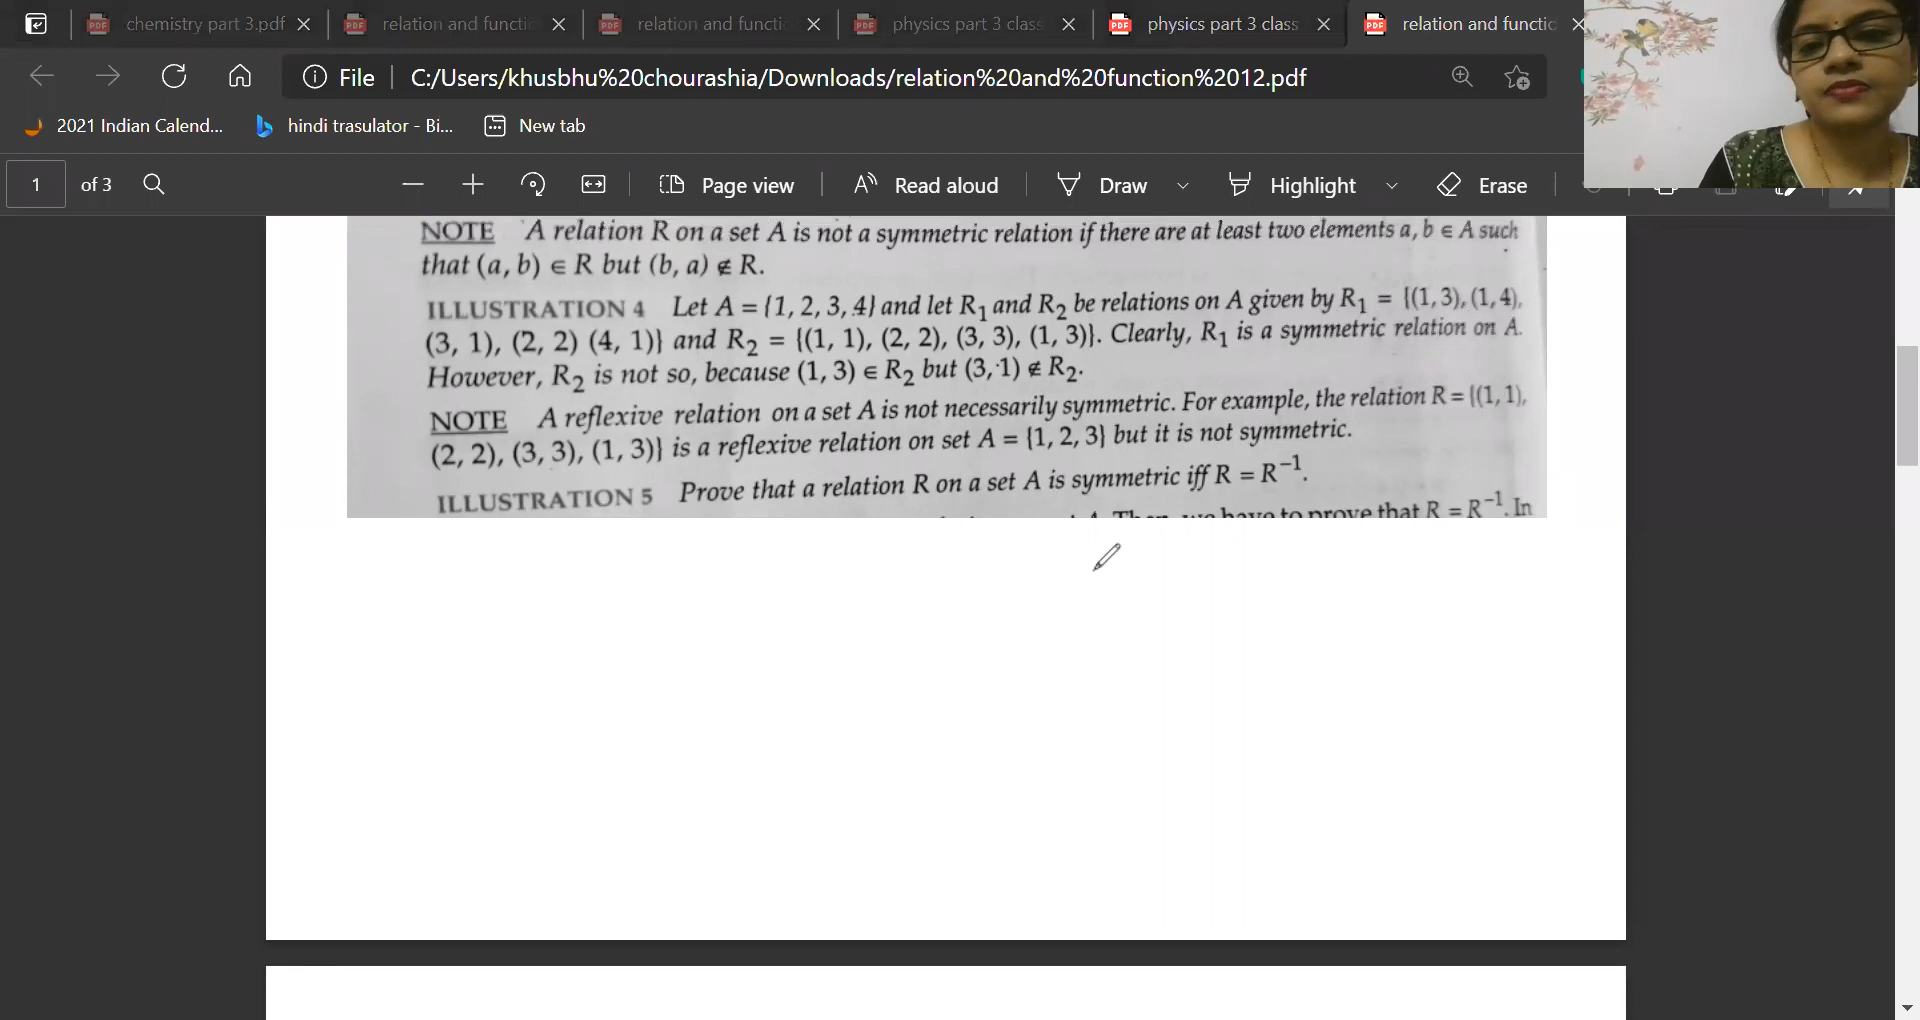 chemistry part 3.pdf
relation and functi
relation and functi
physics part 3 class
physics part 3 class
relation and functic
File
C:/Users/khusbhu%20chourashia/Downloads/relation%20and%20function%2012.pdf
2021 Indian Calend...
hindi trasulator - Bi...
New tab
1
of 3
Page view
Read aloud
Draw
Highlight
Erase
NOTE A relation R on a set A is not a symmetric relation if there are at least two elements a, b ∈ A such
that (a, b) ∈ R but (b, a) ∉ R.
ILLUSTRATION 4 Let A = {1, 2, 3, 4} and let R₁ and R₂ be relations on A given by R₁ = {(1, 3), (1, 4),
(3, 1), (2, 2) (4, 1)} and R₂ = {(1, 1), (2, 2), (3, 3), (1, 3)}. Clearly, R₁ is a symmetric relation on A.
However, R₂ is not so, because (1, 3) ∈ R₂ but (3, 1) ∉ R₂.
NOTE A reflexive relation on a set A is not necessarily symmetric. For example, the relation R = {(1, 1),
(2, 2), (3, 3), (1, 3)} is a reflexive relation on set A = {1, 2, 3} but it is not symmetric.
ILLUSTRATION 5 Prove that a relation R on a set A is symmetric iff R = R⁻¹.
we have to prove that R = R⁻¹. In